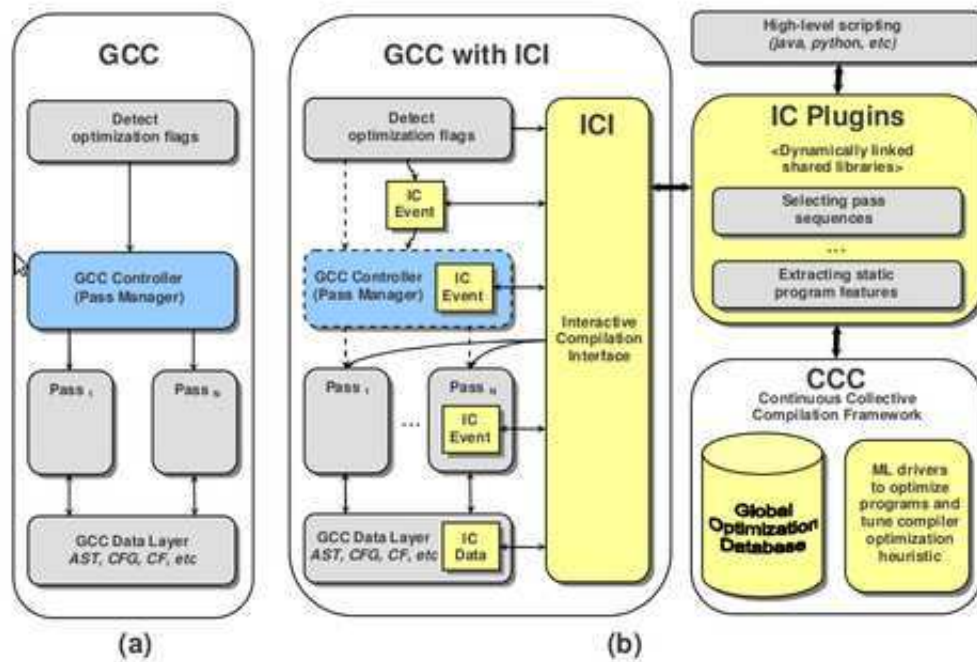 GCC
Detect
optimization flags
GCC Controller
(Pass Manager)
Pass 1
Pass N
GCC Data Layer
AST, CFG, CF, etc
(a)
GCC with ICI
Detect
optimization flags
IC
Event
GCC Controller
(Pass Manager)
IC
Event
Pass 1
...
Pass N
IC
Event
GCC Data Layer
AST, CFG, CF, etc
IC
Data
ICI
Interactive
Compilation
Interface
(b)
High-level scripting
(java, python, etc)
IC Plugins
<Dynamically linked
shared libraries>
Selecting pass
sequences
...
Extracting static
program features
CCC
Continuous Collective
Compilation Framework
Global
Optimization
Database
ML drivers
to optimize
programs and
tune compiler
optimization
heuristic